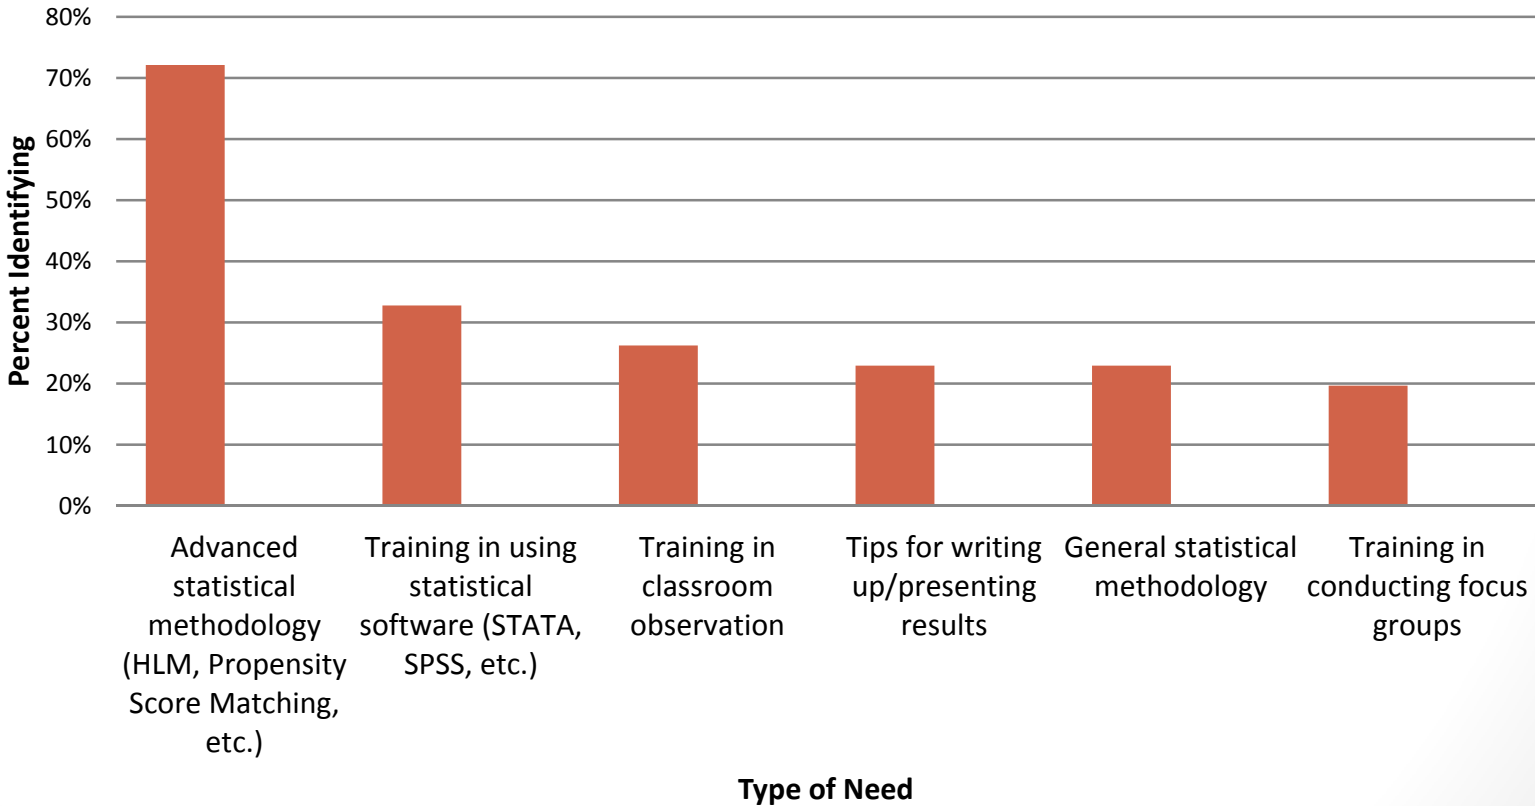 80%
70%
60%
50%
40%
30%
20%
10%
0%
Percent Identifying
Advanced
statistical
methodology
(HLM, Propensity
Score Matching,
etc.)
Training in using
statistical
software (STATA,
SPSS, etc.)
Training in
classroom
observation
Tips for writing
up/presenting
results
General statistical
methodology
Training in
conducting focus
groups
Type of Need